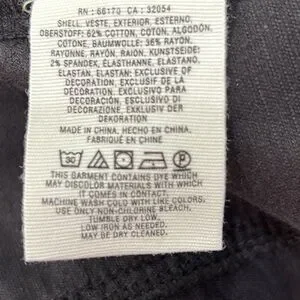 RN : 66170 CA : 32054
SHELL, VESTE, EXTERIOR, ESTERNO,
OBERSTOFF: 62% COTTON, COTON, ALGODÓN,
COTONE, BAUMWOLLE: 36% RAYON,
RAYONNE, RAYÓN, RAION, KUNSTSEIDE:
2% SPANDEX, ÉLASTHANNE, ELASTANO,
ELASTAN, ELASTAN: EXCLUSIVE OF
DECORATION, EXCLUSIF DE LA
DECORATION, EXCLUSIVO PARA
DECORACIÓN, ESCLUSIVO DI
DECORAZIONE, EXKLUSIV DER
DEKORATION
MADE IN CHINA, HECHO EN CHINA,
FABRIQUÉ EN CHINE
30 P
THIS GARMENT CONTAINS DYE WHICH
MAY DISCOLOR MATERIALS WITH WHICH
IT COMES IN CONTACT.
MACHINE WASH COLD WITH LIKE COLORS,
USE ONLY NON-CHLORINE BLEACH.
TUMBLE DRY LOW.
LOW IRON AS NEEDED.
MAY BE DRY CLEANED.